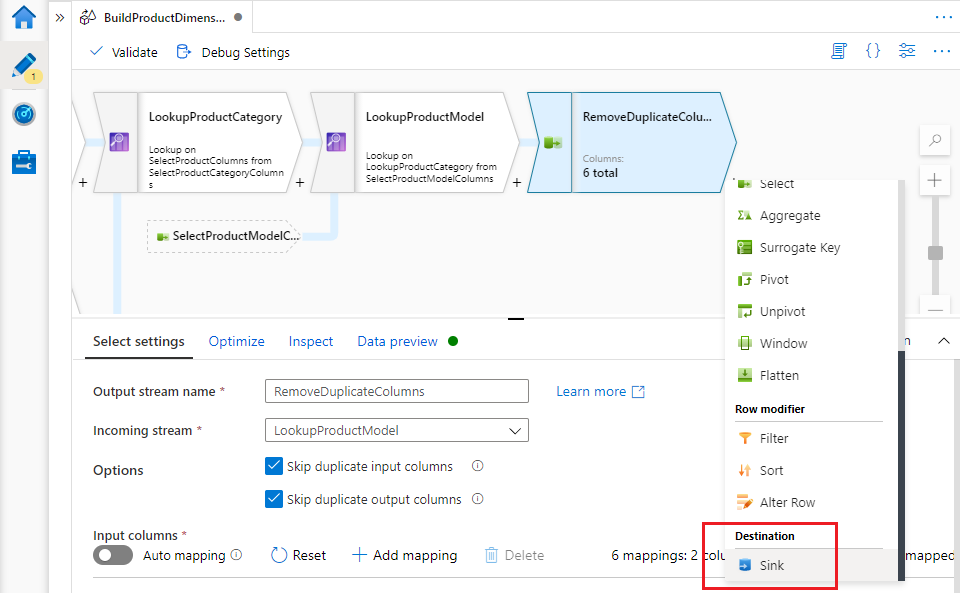 BuildProductDimens...
Validate
Debug Settings
1
LookupProductCategory
Lookup on
SelectProductColumns from
SelectProductCategoryColumn
s
LookupProductModel
Lookup on
LookupProductCategory from
SelectProductModelColumns
RemoveDuplicateColu...
Columns:
6 total
SelectProductModelC...
Select
Aggregate
Surrogate Key
Pivot
Unpivot
Window
Flatten
Row modifier
Filter
Sort
Alter Row
Destination
Sink
Select settings
Optimize
Inspect
Data preview
Output stream name *
RemoveDuplicateColumns
Learn more
Incoming stream *
LookupProductModel
Options
Skip duplicate input columns
Skip duplicate output columns
Input columns *
Auto mapping
Reset
Add mapping
Delete
6 mappings: 2 colu
mapped